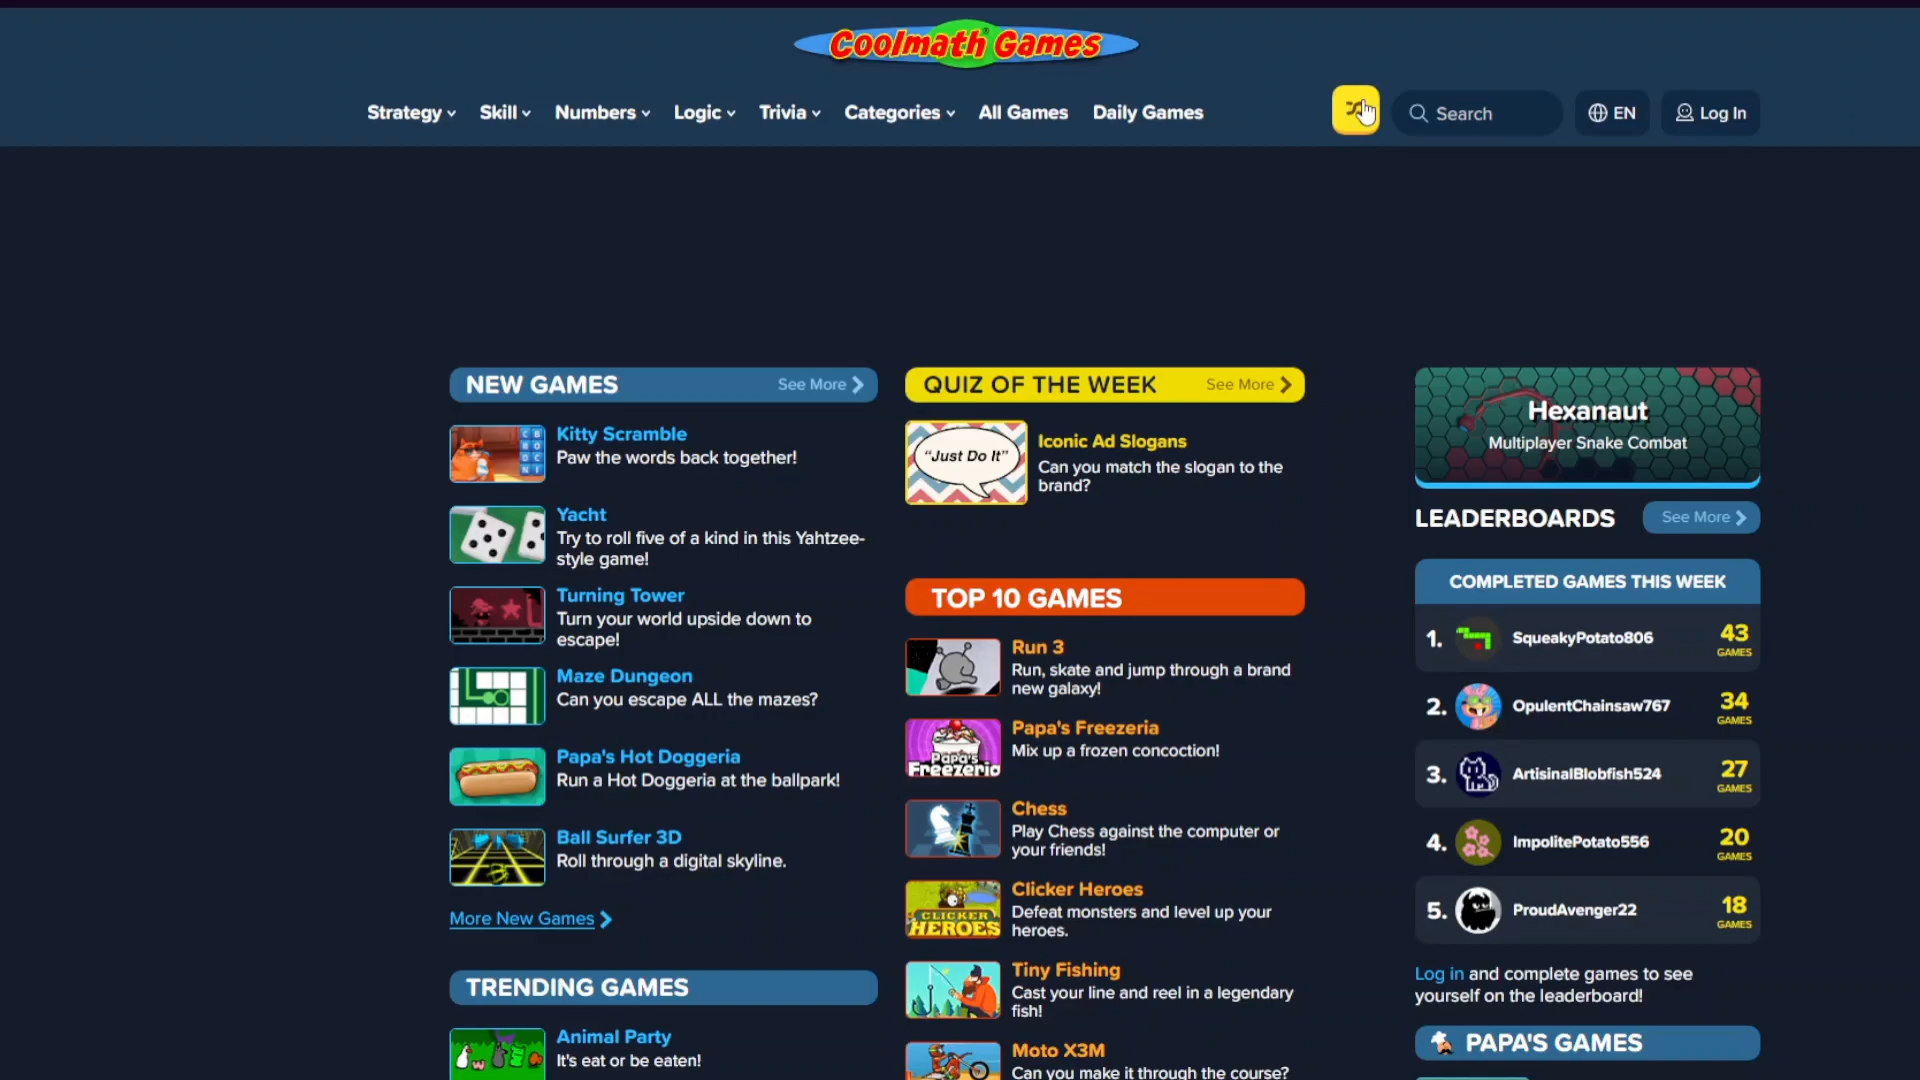 Coolmath Games
Strategy Skill Numbers Logic Trivia Categories All Games Daily Games
Search
EN
Log In
NEW GAMES
See More
Kitty Scramble
Paw the words back together!
Yacht
Try to roll five of a kind in this Yahtzee-
style game!
Turning Tower
Turn your world upside down to
escape!
Maze Dungeon
Can you escape ALL the mazes?
Papa's Hot Doggeria
Run a Hot Doggeria at the ballpark!
Ball Surfer 3D
Roll through a digital skyline.
More New Games
TRENDING GAMES
Animal Party
It's eat or be eaten!
QUIZ OF THE WEEK
See More
"Just Do It"
Iconic Ad Slogans
Can you match the slogan to the
brand?
TOP 10 GAMES
Run 3
Run, skate and jump through a brand
new galaxy!
Papa's
Freezeria
Papa's Freezeria
Mix up a frozen concoction!
Chess
Play Chess against the computer or
your friends!
CLICKER
HEROES
Clicker Heroes
Defeat monsters and level up your
heroes.
Tiny Fishing
Cast your line and reel in a legendary
fish!
Moto X3M
Can you make it through the course?
Hexanaut
Multiplayer Snake Combat
LEADERBOARDS
See More
COMPLETED GAMES THIS WEEK
1. SqueakyPotato806 43
GAMES
2. OpulentChainsaw767 34
GAMES
3. ArtisinalBlobfish524 27
GAMES
4. ImpolitePotato556 20
GAMES
5. ProudAvenger22 18
GAMES
Log in and complete games to see
yourself on the leaderboard!
PAPA'S GAMES